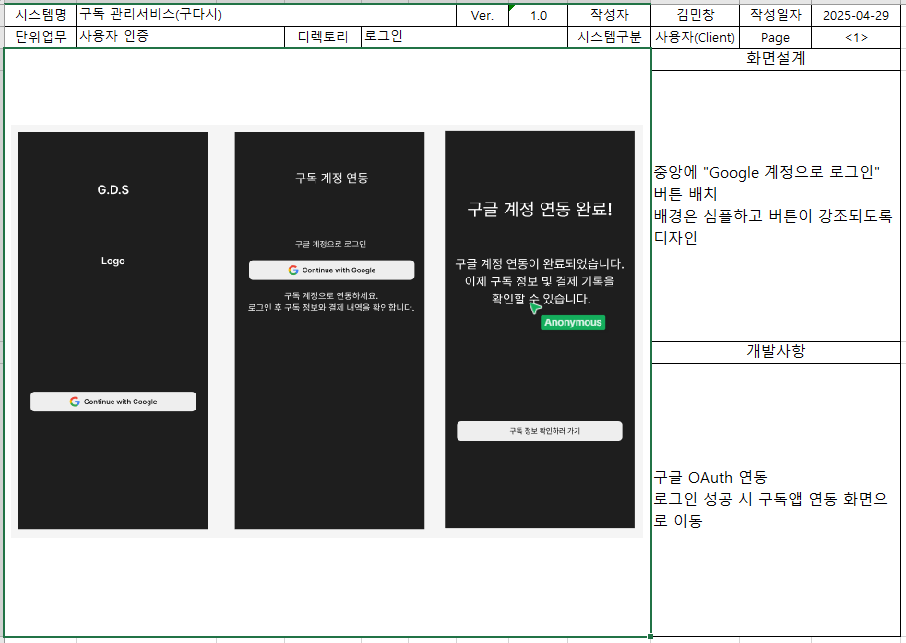 시스템명 구독 관리서비스(구다시) Ver. 1.0 작성자 김민창 작성일자 2025-04-29
단위업무 사용자 인증 디렉토리 로그인 시스템구분 사용자(Client) Page <1>
G.D.S
Logo
Continue with Google
구독 계정 연동
구글 계정으로 로그인
Continue with Google
구독 계정으로 연동하세요.
로그인 후 구독 정보와 결제 내역을 확인합니다.
구글 계정 연동 완료!
구글 계정 연동이 완료되었습니다.
이제 구독 정보 및 결제 기록을
확인할 수 있습니다.
Anonymous
구독 정보 확인하러 가기
화면설계
중앙에 "Google 계정으로 로그인"
버튼 배치
배경은 심플하고 버튼이 강조되도록
디자인
개발사항
구글 OAuth 연동
로그인 성공 시 구독앱 연동 화면으
로 이동